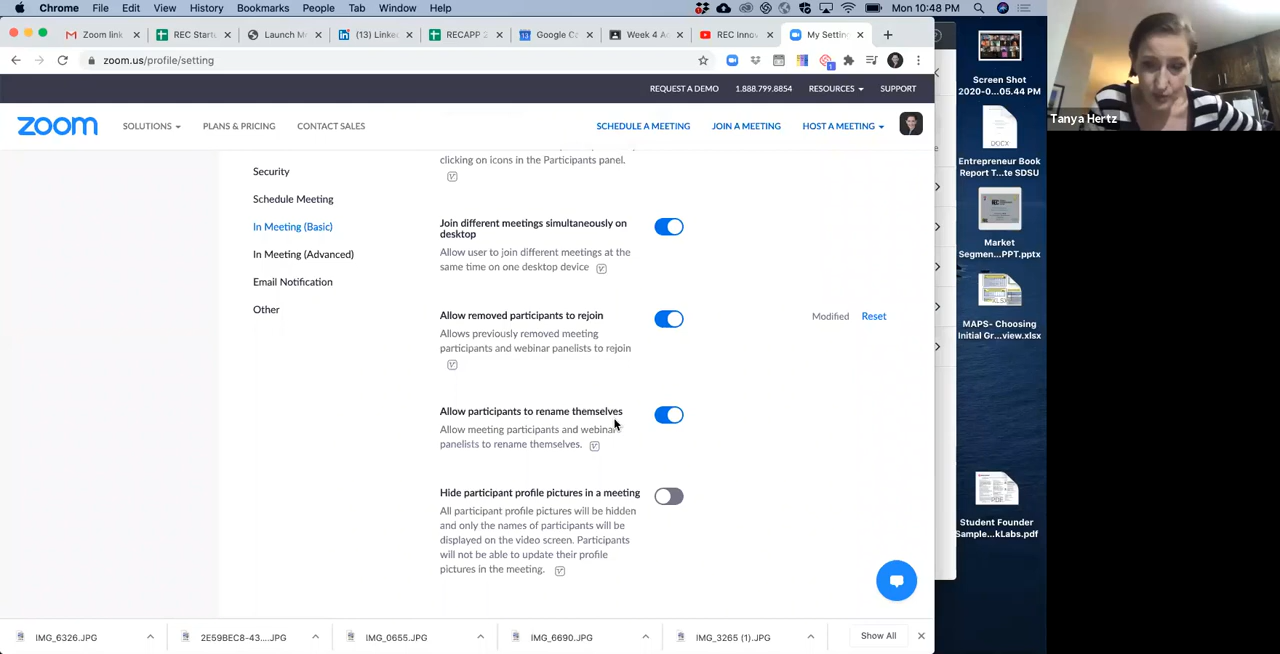 Chrome File Edit View History Bookmarks People Tab Window Help
Mon 10:48 PM
Zoom link
REC Startu
Launch Me
(13) Linke
RECAPP 2
Google Ca
Week 4 A
REC Innov
My Settin
zoom.us/profile/setting
REQUEST A DEMO 1.888.799.8854 RESOURCES SUPPORT
zoom
SOLUTIONS PLANS & PRICING CONTACT SALES
SCHEDULE A MEETING JOIN A MEETING HOST A MEETING
Security
Schedule Meeting
In Meeting (Basic)
In Meeting (Advanced)
Email Notification
Other
clicking on icons in the Participants panel.
Join different meetings simultaneously on
desktop
Allow user to join different meetings at the
same time on one desktop device
Allow removed participants to rejoin
Modified Reset
Allows previously removed meeting
participants and webinar panelists to rejoin
Allow participants to rename themselves
Allow meeting participants and webinar
panelists to rename themselves.
Hide participant profile pictures in a meeting
All participant profile pictures will be hidden
and only the names of participants will be
displayed on the video screen. Participants
will not be able to update their profile
pictures in the meeting.
IMG_6326.JPG
2E59BEC8-43....JPG
IMG_0655.JPG
IMG_6690.JPG
IMG_3265 (1).JPG
Show All
Screen Shot
2020-0...05.44 PM
DOCX
Entrepreneur Book
Report T...te SDSU
Market
Segmen...PPT.pptx
XLSX
MAPS- Choosing
Initial Gr...view.xlsx
Student Founder
Sample...kLabs.pdf
Tanya Hertz